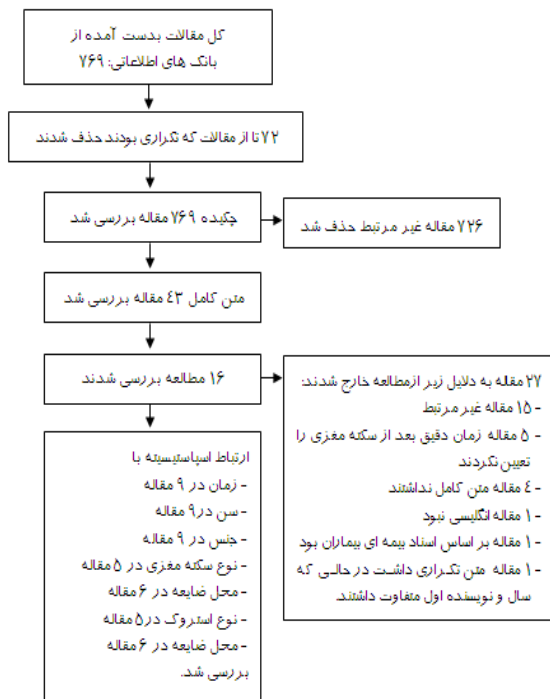 کل مقالات بدست آمده از
بانک های اطلاعاتی: ۷۶۹
۷۲ تا از مقالات که تکراری بودند حذف شدند
چکیده ۷۶۹ مقاله بررسی شد
۷۲۶ مقاله غیر مرتبط حذف شد
متن کامل ۴۳ مقاله بررسی شد
۱۶ مطالعه بررسی شدند
۲۷ مقاله به دلایل زیر ازمطالعه خارج شدند:
- ۱۵ مقاله غیر مرتبط
- ۵ مقاله زمان دقیق بعد از سکته مغزی را
تعیین نکردند
- ۴ مقاله متن کامل نداشتند
- ۱ مقاله انگلیسی نبود
- ۱ مقاله بر اساس اسناد بیمه ای بیماران بود
- ۱ مقاله متن تکراری داشت در حالی که
سال و نویسنده اول متفاوت داشتند.
ارتباط اسپاستیسیته با
- زمان در ۹ مقاله
- سن در۹ مقاله
- جنس در ۹ مقاله
- نوع سکته مغزی در ۵ مقاله
- محل ضایعه در ۶ مقاله
- نوع استروک در۵ مقاله
- محل ضایعه در ۶ مقاله
بررسی شد.